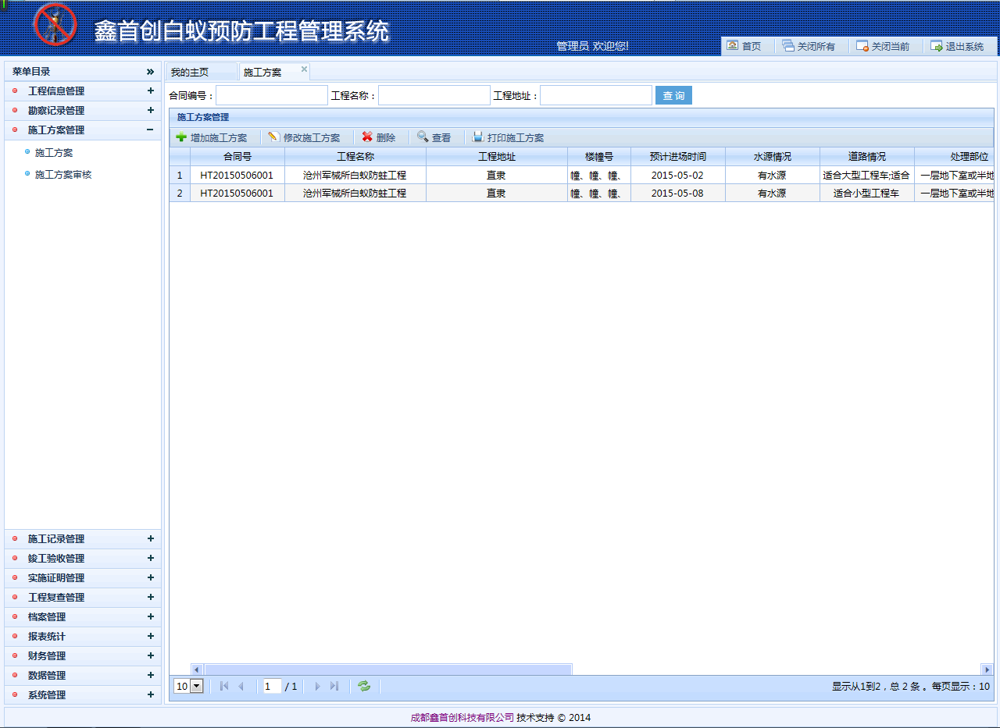 鑫首创白蚁预防工程管理系统
管理员 欢迎您!
首页 关闭所有 关闭当前 退出系统
菜单目录
工程信息管理
勘察记录管理
施工方案管理
施工方案
施工方案审核
施工记录管理
竣工验收管理
实施证明管理
工程复查管理
档案管理
报表统计
财务管理
数据管理
系统管理
我的主页 施工方案
合同编号： 工程名称： 工程地址： 查 询
施工方案管理
增加施工方案 修改施工方案 删除 查看 打印施工方案
合同号 工程名称 工程地址 楼幢号 预计进场时间 水源情况 道路情况 处理部位
1 HT20150506001 沧州军械所白蚁防蛀工程 直隶 幢、幢、幢、 2015-05-02 有水源 适合大型工程车;适合 一层地下室或半地
2 HT20150506001 沧州军械所白蚁防蛀工程 直隶 幢、幢、幢、 2015-05-08 有水源 适合小型工程车 一层地下室或半地
10 1 / 1 显示从1到2，总 2 条 。每页显示：10
成都鑫首创科技有限公司 技术支持 © 2014